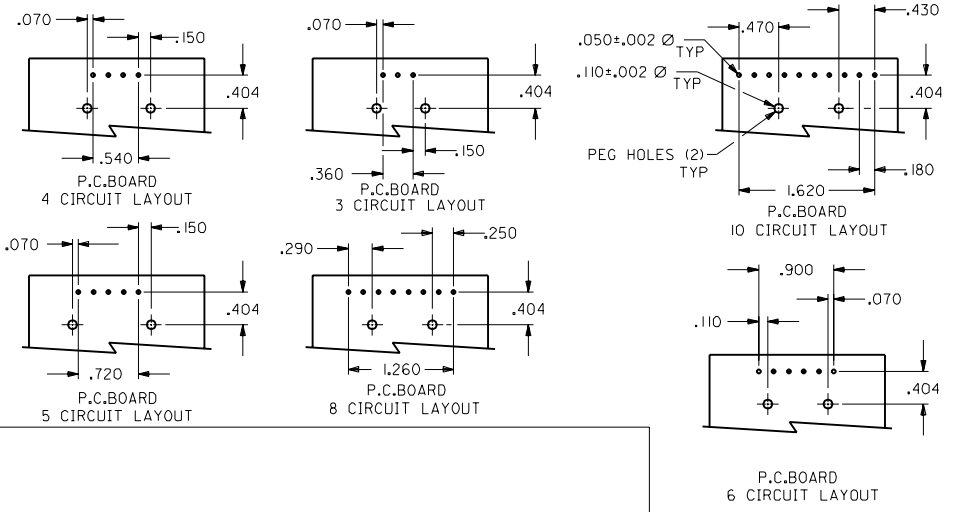 .070
.150
.404
.540
P.C.BOARD
4 CIRCUIT LAYOUT
.070
.404
.150
.360
P.C.BOARD
3 CIRCUIT LAYOUT
.470
.430
.050±.002 Ø
TYP
.110±.002 Ø
TYP
.404
PEG HOLES (2)
TYP
.180
1.620
P.C.BOARD
10 CIRCUIT LAYOUT
.070
.150
.404
.720
P.C.BOARD
5 CIRCUIT LAYOUT
.290
.250
.404
1.260
P.C.BOARD
8 CIRCUIT LAYOUT
.900
.070
.110
.404
P.C.BOARD
6 CIRCUIT LAYOUT